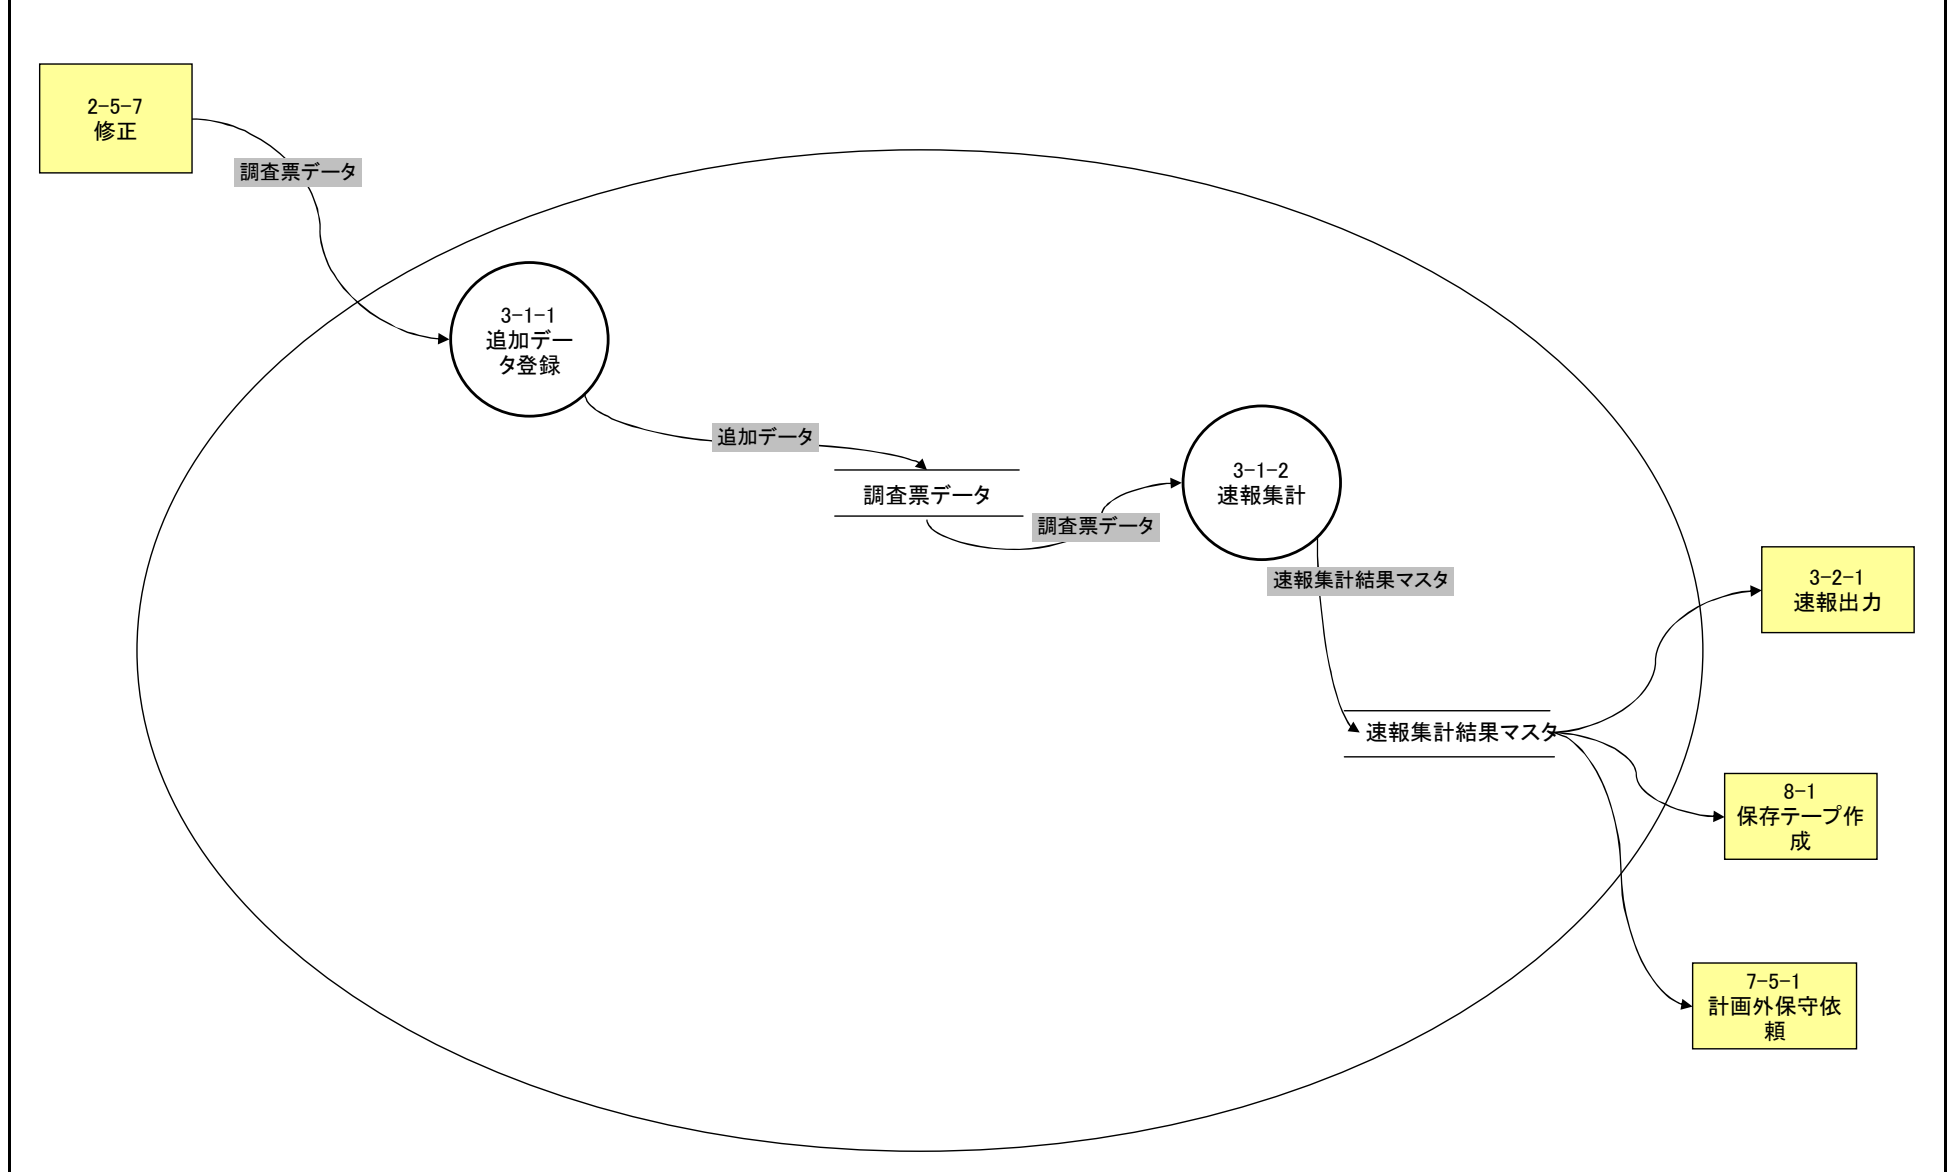 2-5-7
修正
調査票データ
3-1-1
追加デー
タ登録
追加データ
調査票データ
調査票データ
3-1-2
速報集計
速報集計結果マスタ
速報集計結果マスタ
3-2-1
速報出力
8-1
保存テープ作
成
7-5-1
計画外保守依
頼